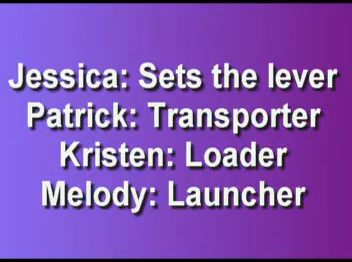 Jessica: Sets the lever
Patrick: Transporter
Kristen: Loader
Melody: Launcher